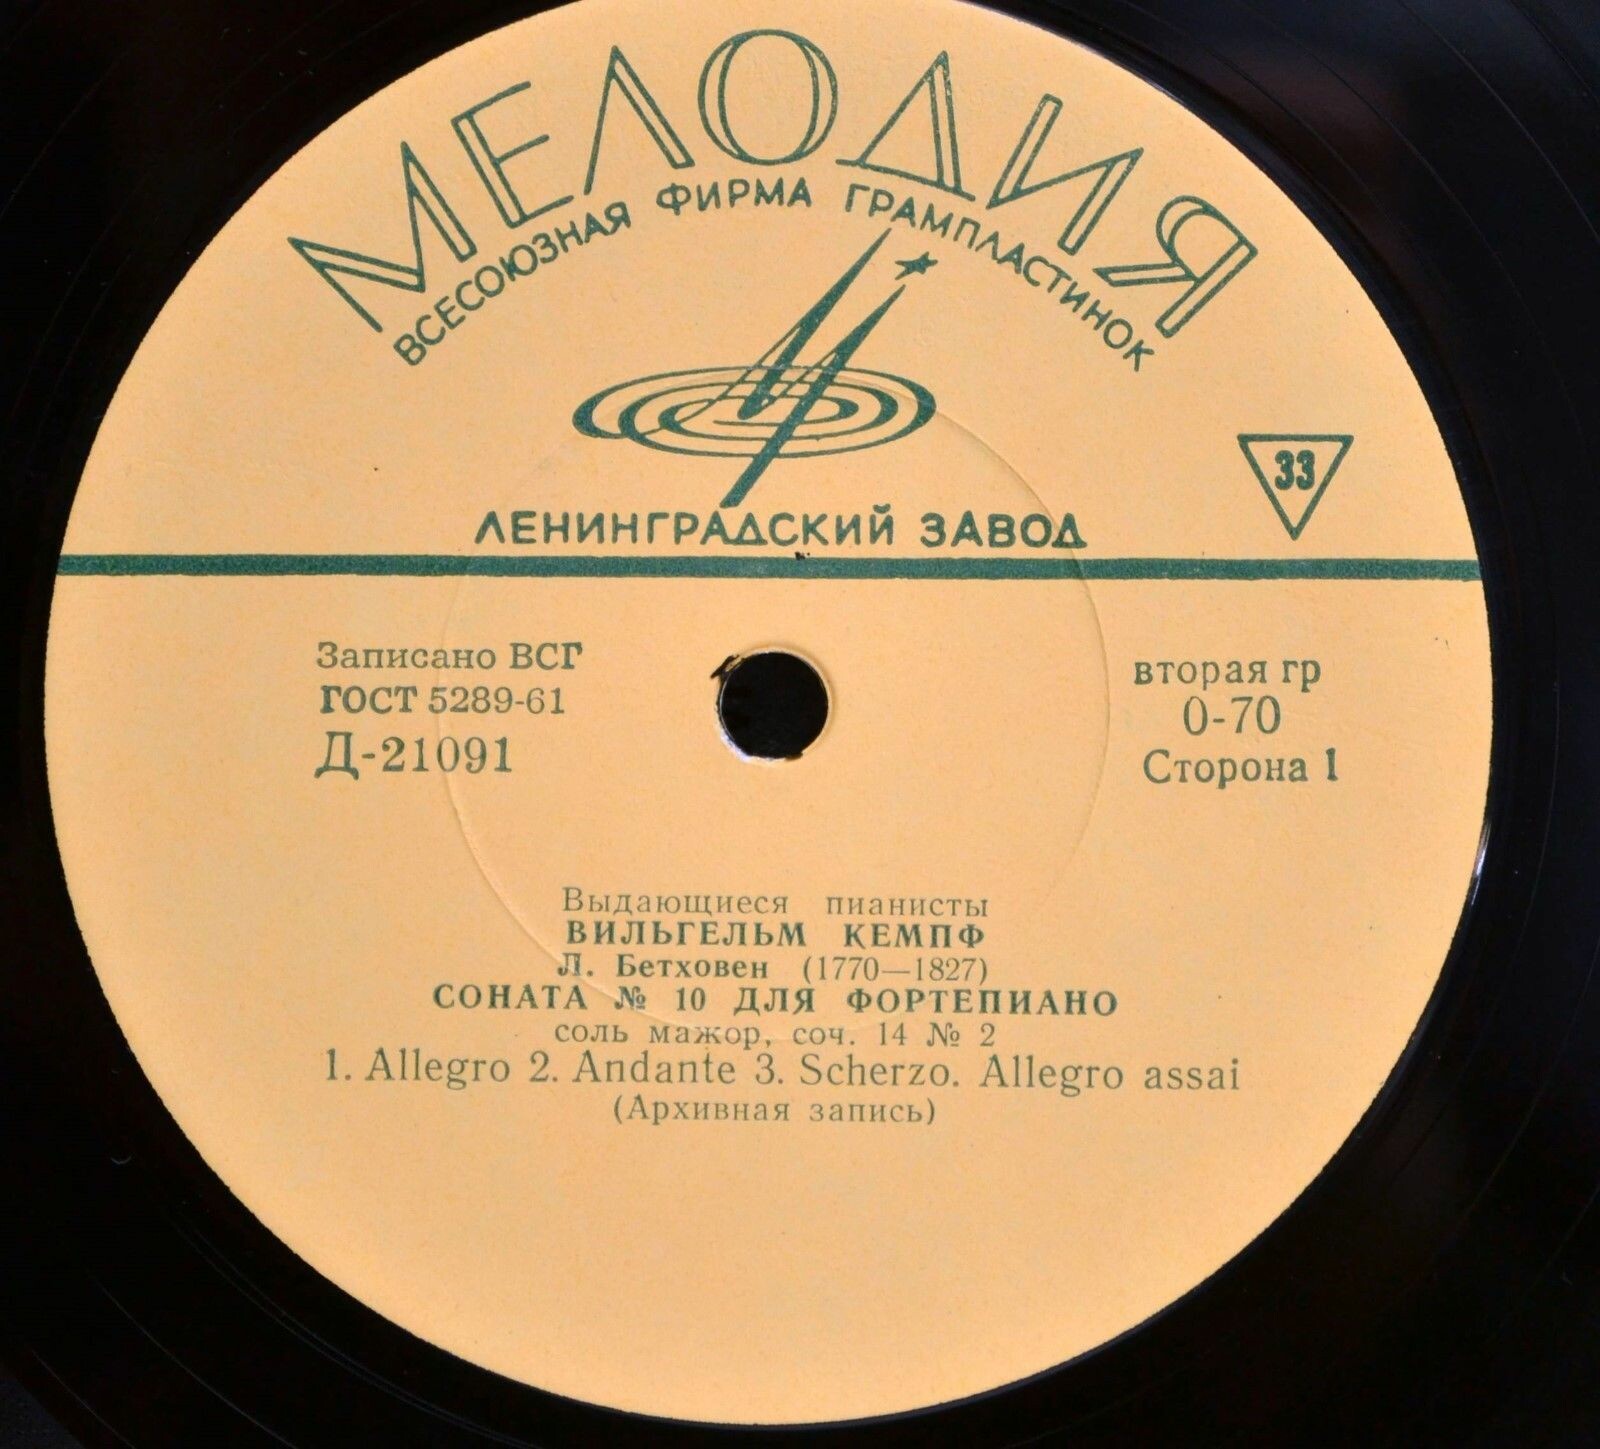 МЕЛОДИЯ
ВСЕСОЮЗНАЯ ФИРМА ГРАМПЛАСТИНОК
33
ЛЕНИНГРАДСКИЙ ЗАВОД
Записано ВСГ
ГОСТ 5289-61
Д-21091
вторая гр
0-70
Сторона 1
Выдающиеся пианисты
ВИЛЬГЕЛЬМ КЕМПФ
Л. Бетховен (1770—1827)
СОНАТА № 10 ДЛЯ ФОРТЕПИАНО
соль мажор, соч. 14 № 2
1. Allegro 2. Andante 3. Scherzo. Allegro assai
(Архивная запись)